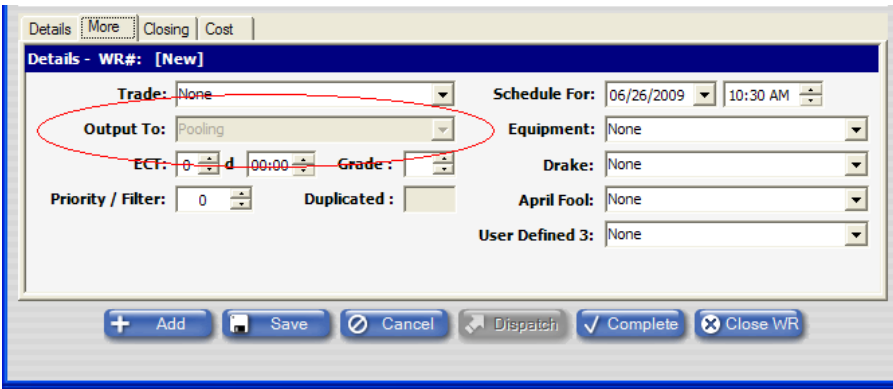 Details More Closing Cost
Details - WR#: [New]
Trade: None Schedule For: 06/26/2009 10:30 AM
Output To: Pooling Equipment: None
ECT: 0 d 00:00 Grade : Drake: None
Priority / Filter: 0 Duplicated : April Fool: None
User Defined 3: None
Add Save Cancel Dispatch Complete Close WR